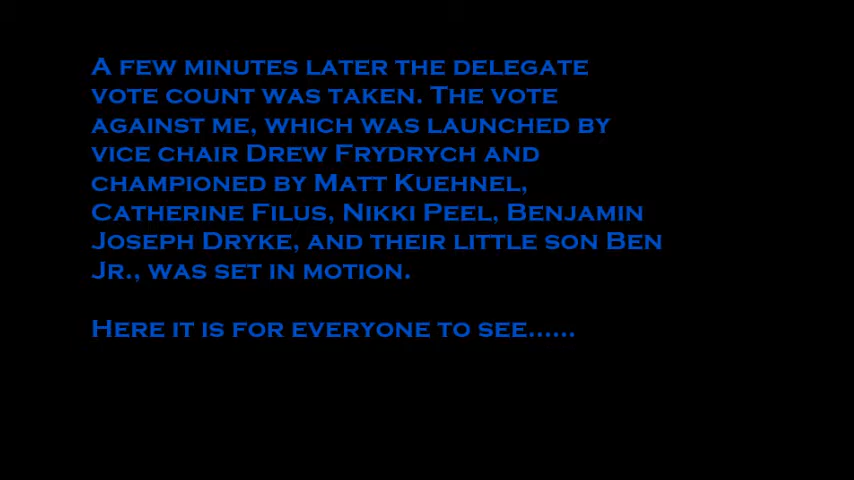 A few minutes later the delegate
vote count was taken. The vote
against me, which was launched by
vice chair Drew Frydrych and
championed by Matt Kuehnel,
Catherine Filus, Nikki Peel, Benjamin
Joseph Dryke, and their little son Ben
Jr., was set in motion.
Here it is for everyone to see......